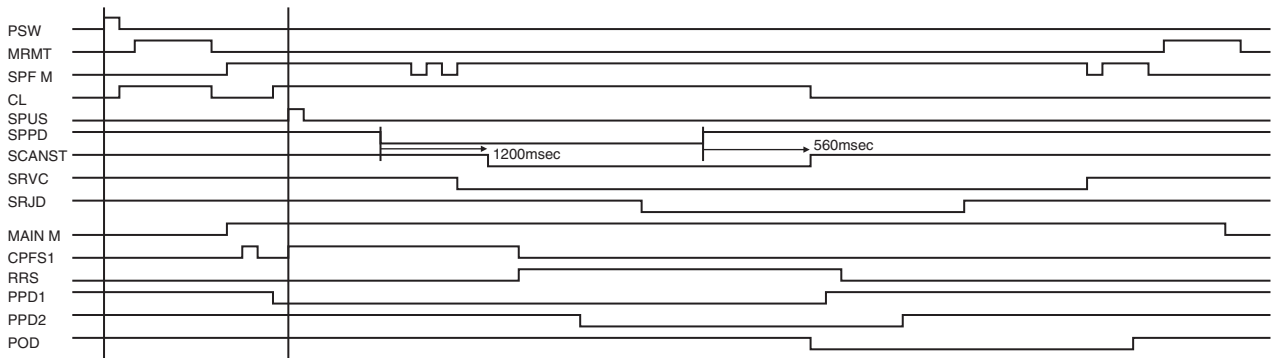 PSW
MRMT
SPF M
CL
SPUS
SPPD
SCANST
1200msec
560msec
SRVC
SRJD
MAIN M
CPFS1
RRS
PPD1
PPD2
POD